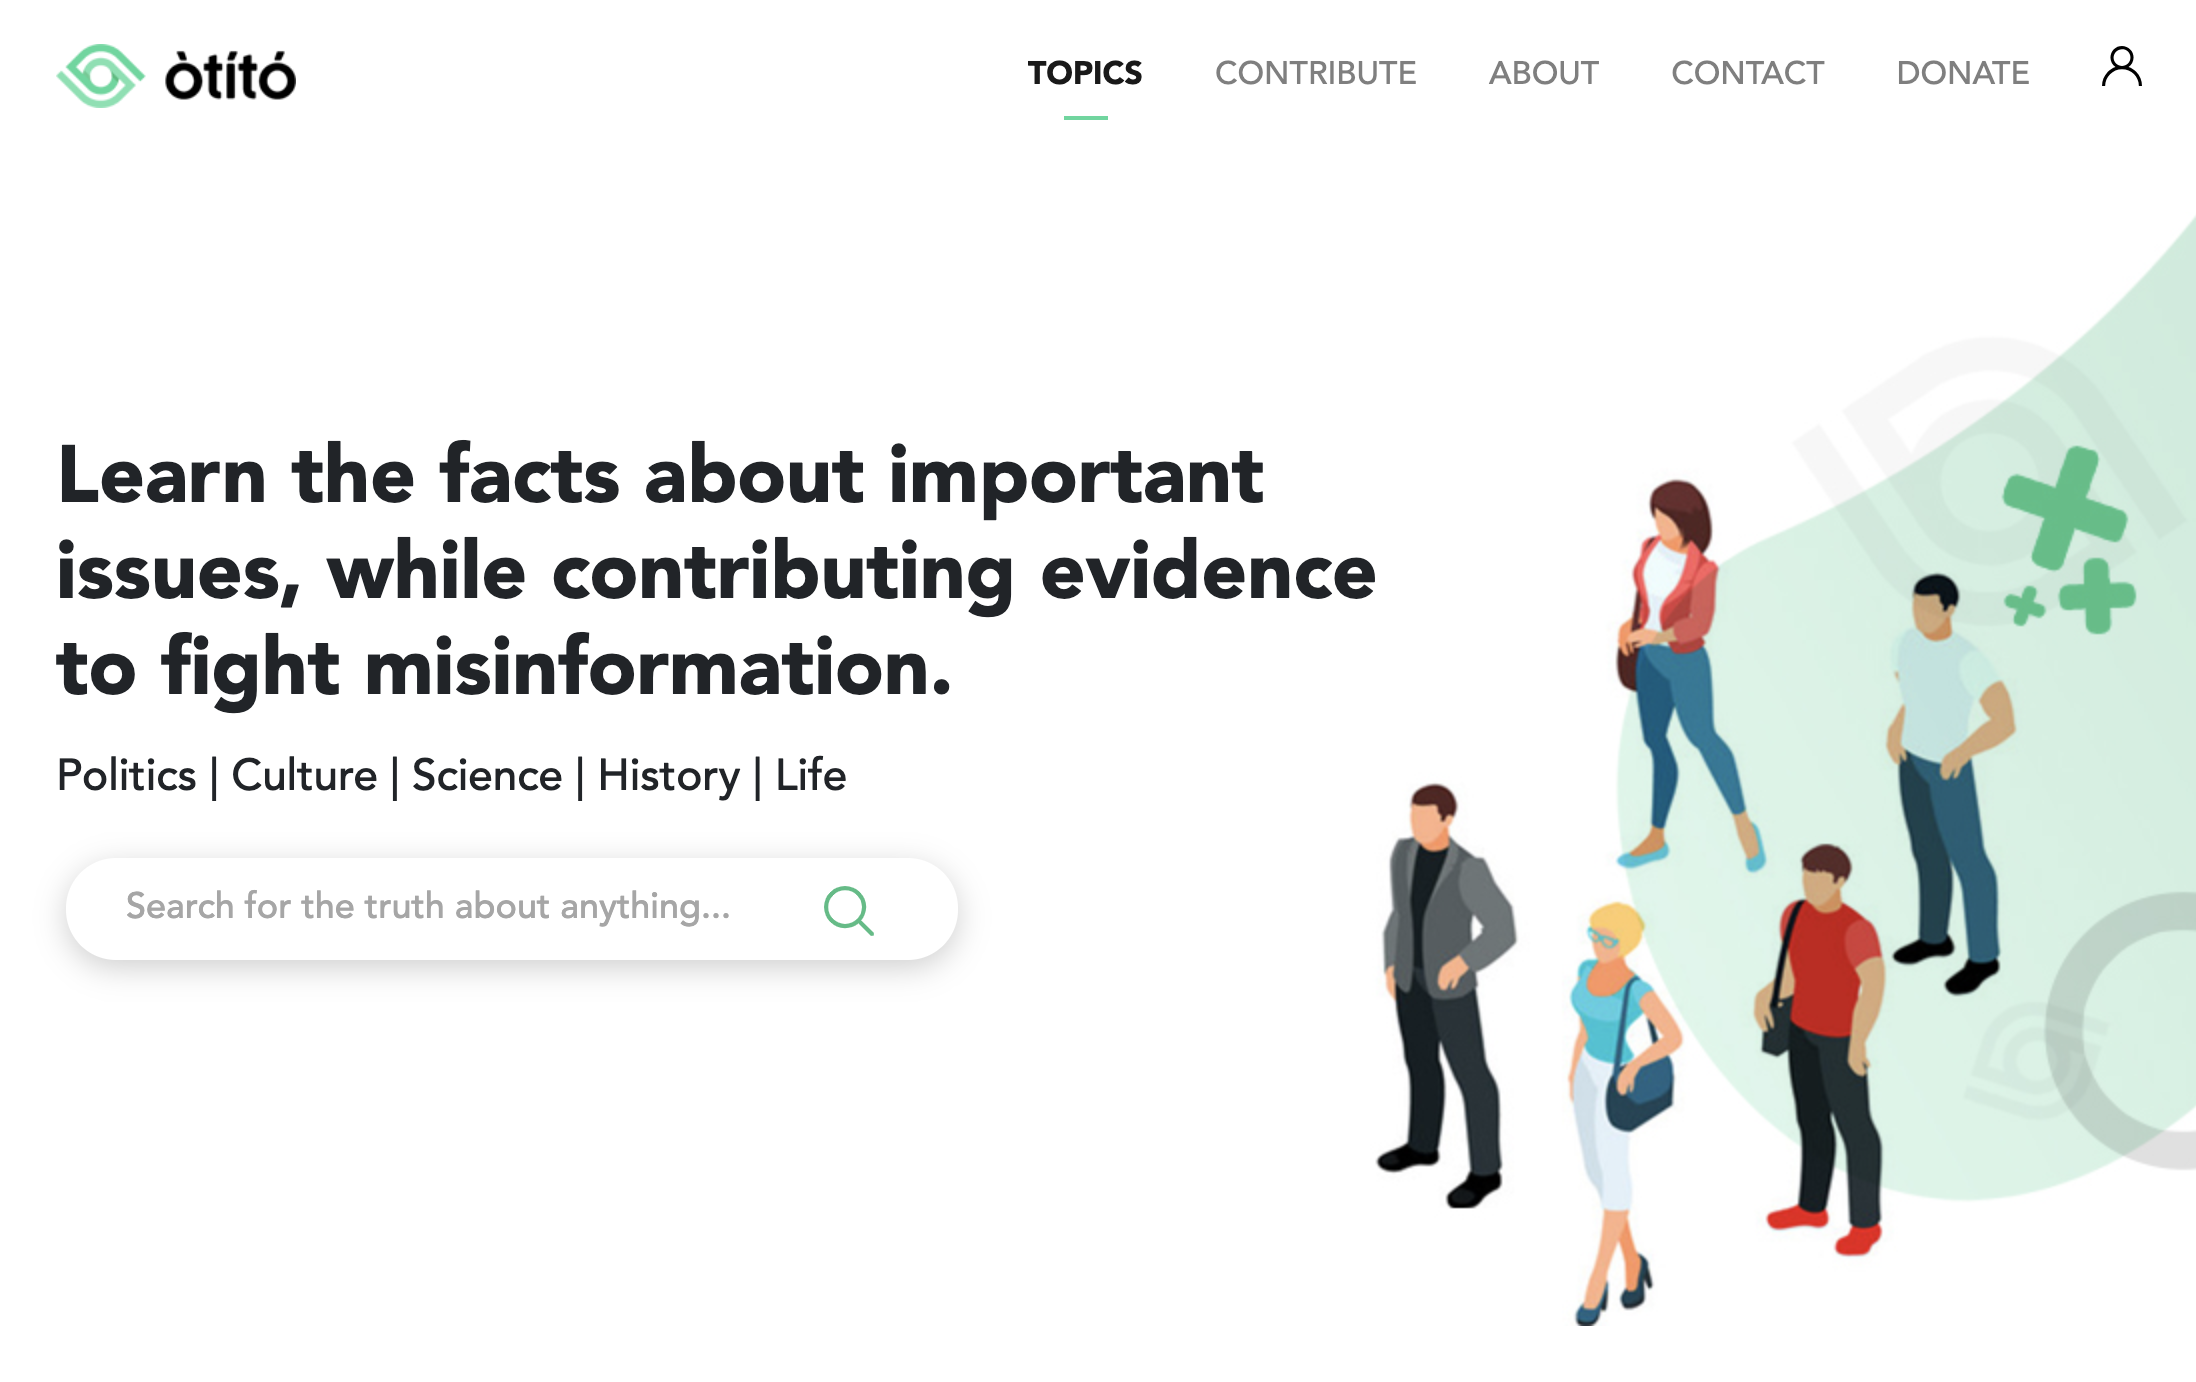 òtító
TOPICS
CONTRIBUTE
ABOUT
CONTACT
DONATE
Learn the facts about important
issues, while contributing evidence
to fight misinformation.
Politics | Culture | Science | History | Life
Search for the truth about anything...